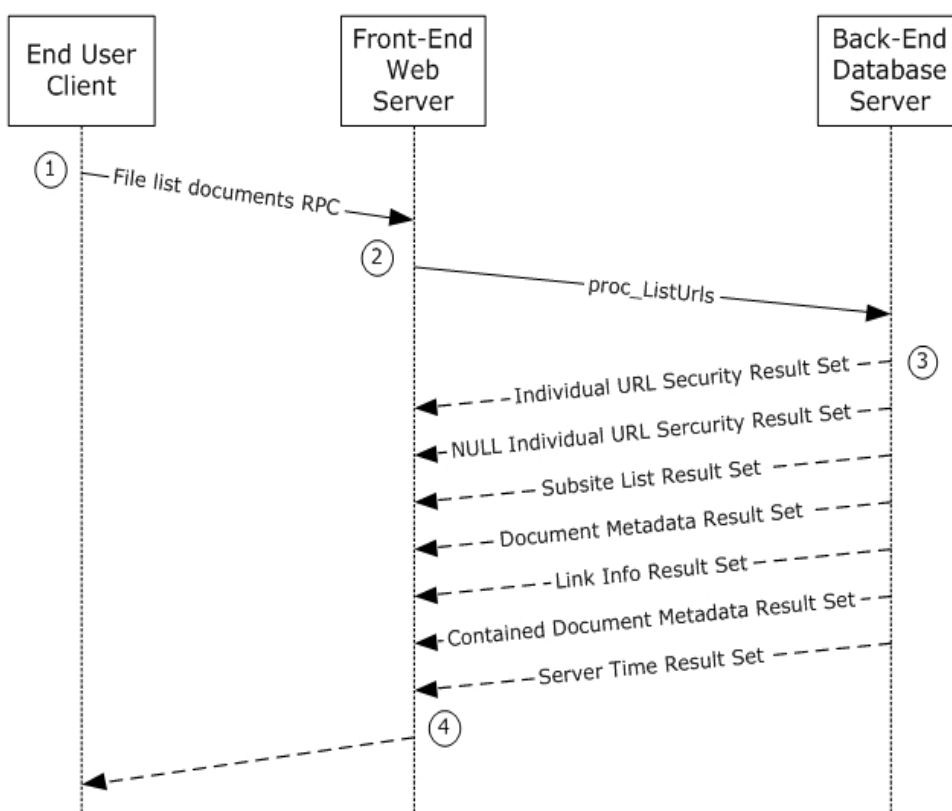 End User
Client
Front-End
Web
Server
Back-End
Database
Server
1
File list documents RPC
2
proc_ListUrls
3
Individual URL Security Result Set
NULL Individual URL Sercurity Result Set
Subsite List Result Set
Document Metadata Result Set
Link Info Result Set
Contained Document Metadata Result Set
Server Time Result Set
4